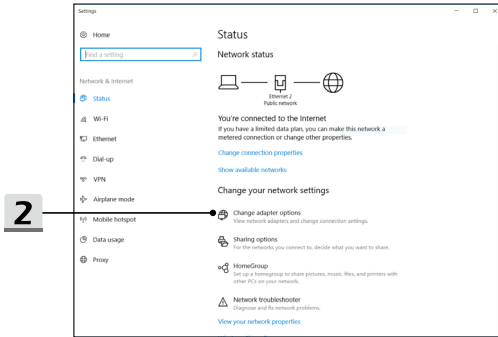 Settings
Home
Find a setting
Network & Internet
Status
Wi-Fi
Ethernet
Dial-up
VPN
Airplane mode
Mobile hotspot
Data usage
Proxy
2
Status
Network status
Ethernet 2
Public network
You're connected to the Internet
If you have a limited data plan, you can make this network a
metered connection or change other properties.
Change connection properties
Show available networks
Change your network settings
Change adapter options
View network adapters and change connection settings.
Sharing options
For the networks you connect to, decide what you want to share.
HomeGroup
Set up a homegroup to share pictures, music, files, and printers with
other PCs on your network.
Network troubleshooter
Diagnose and fix network problems.
View your network properties